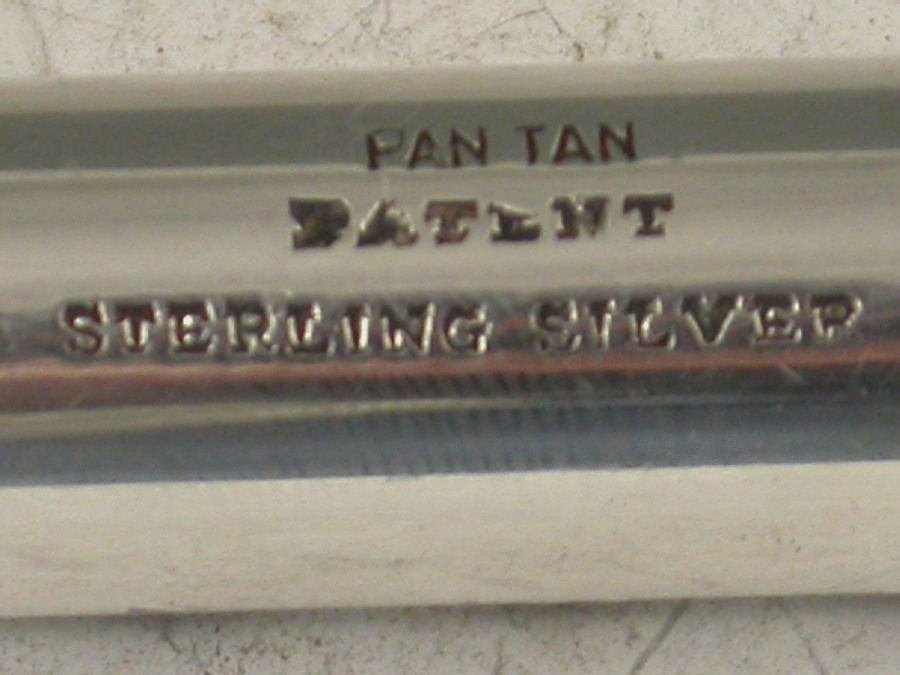 PAN TAN
PATENT
STERLING SILVER